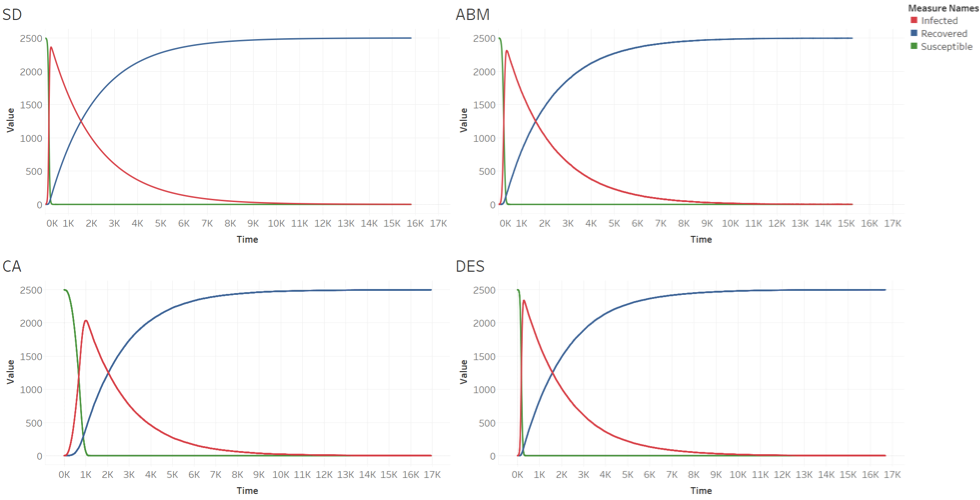 SD
2500
2000
1500
1000
500
0
Value
0K 1K 2K 3K 4K 5K 6K 7K 8K 9K 10K 11K 12K 13K 14K 15K 16K 17K
Time
ABM
2500
2000
1500
1000
500
0
Value
0K 1K 2K 3K 4K 5K 6K 7K 8K 9K 10K 11K 12K 13K 14K 15K 16K 17K
Time
Measure Names
Infected
Recovered
Susceptible
CA
2500
2000
1500
1000
500
0
Value
0K 1K 2K 3K 4K 5K 6K 7K 8K 9K 10K 11K 12K 13K 14K 15K 16K 17K
Time
DES
2500
2000
1500
1000
500
0
Value
0K 1K 2K 3K 4K 5K 6K 7K 8K 9K 10K 11K 12K 13K 14K 15K 16K 17K
Time